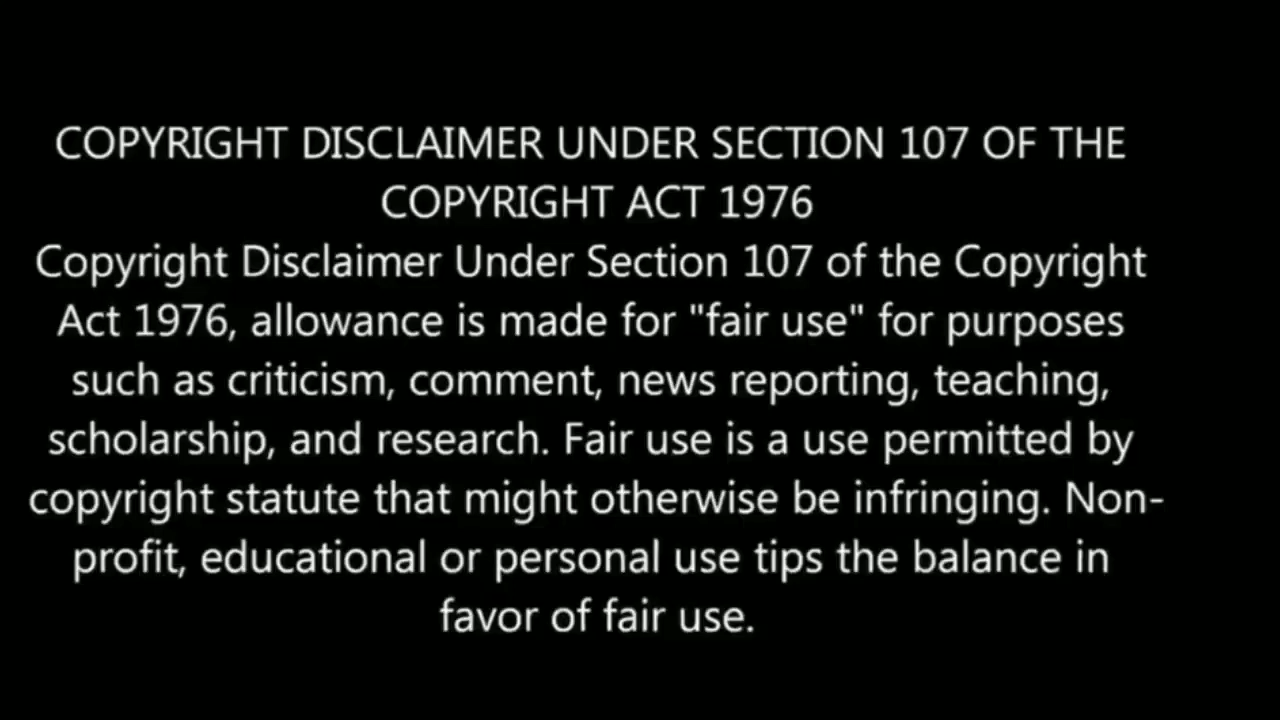 COPYRIGHT DISCLAIMER UNDER SECTION 107 OF THE
COPYRIGHT ACT 1976
Copyright Disclaimer Under Section 107 of the Copyright
Act 1976, allowance is made for "fair use" for purposes
such as criticism, comment, news reporting, teaching,
scholarship, and research. Fair use is a use permitted by
copyright statute that might otherwise be infringing. Non-
profit, educational or personal use tips the balance in
favor of fair use.